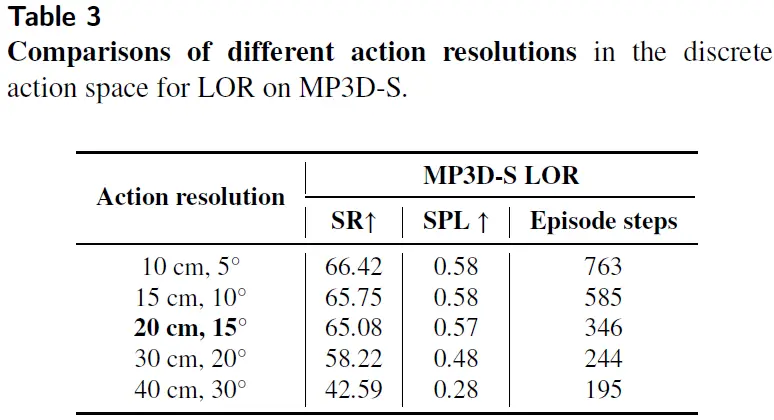 Table 3
Comparisons of different action resolutions in the discrete
action space for LOR on MP3D-S.
Action resolution MP3D-S LOR
SR↑ SPL ↑ Episode steps
10 cm, 5° 66.42 0.58 763
15 cm, 10° 65.75 0.58 585
20 cm, 15° 65.08 0.57 346
30 cm, 20° 58.22 0.48 244
40 cm, 30° 42.59 0.28 195